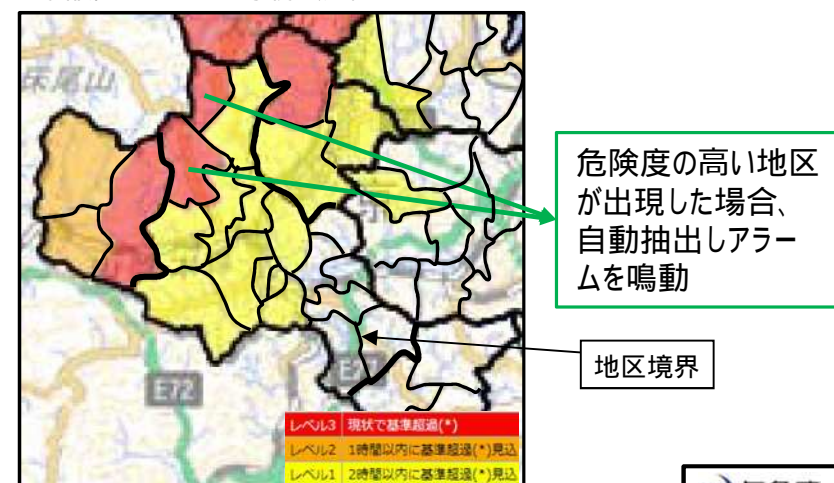 床尾山
危険度の高い地区
が出現した場合、
自動抽出しアラー
ムを鳴動
地区境界
E72
レベル3 現状で基準超過(*)
レベル2 1時間以内に基準超過(*)見込
レベル1 2時間以内に基準超過(*)見込